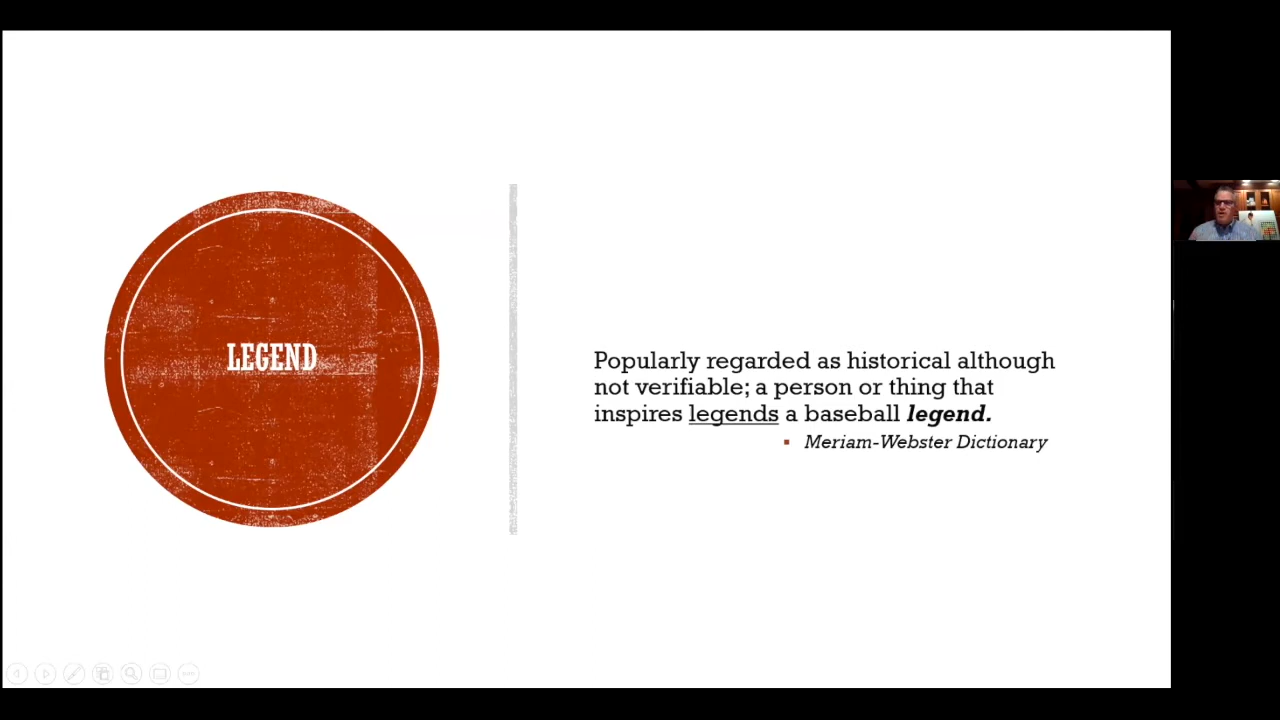 LEGEND
Popularly regarded as historical although
not verifiable; a person or thing that
inspires legends a baseball legend.
▪ Meriam-Webster Dictionary